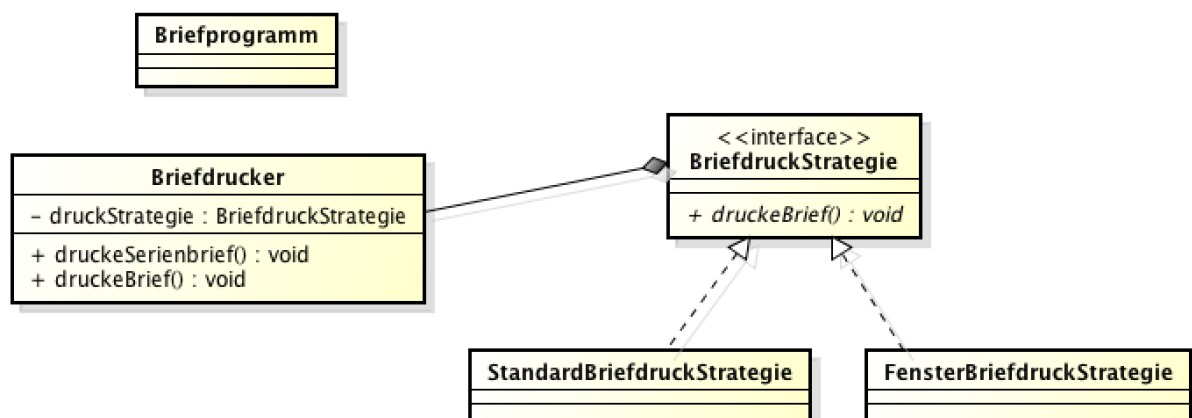 Briefprogramm
<<interface>>
BriefdruckStrategie
+ druckeBrief() : void
Briefdrucker
– druckStrategie : BriefdruckStrategie
+ druckeSerienbrief() : void
+ druckeBrief() : void
StandardBriefdruckStrategie
FensterBriefdruckStrategie